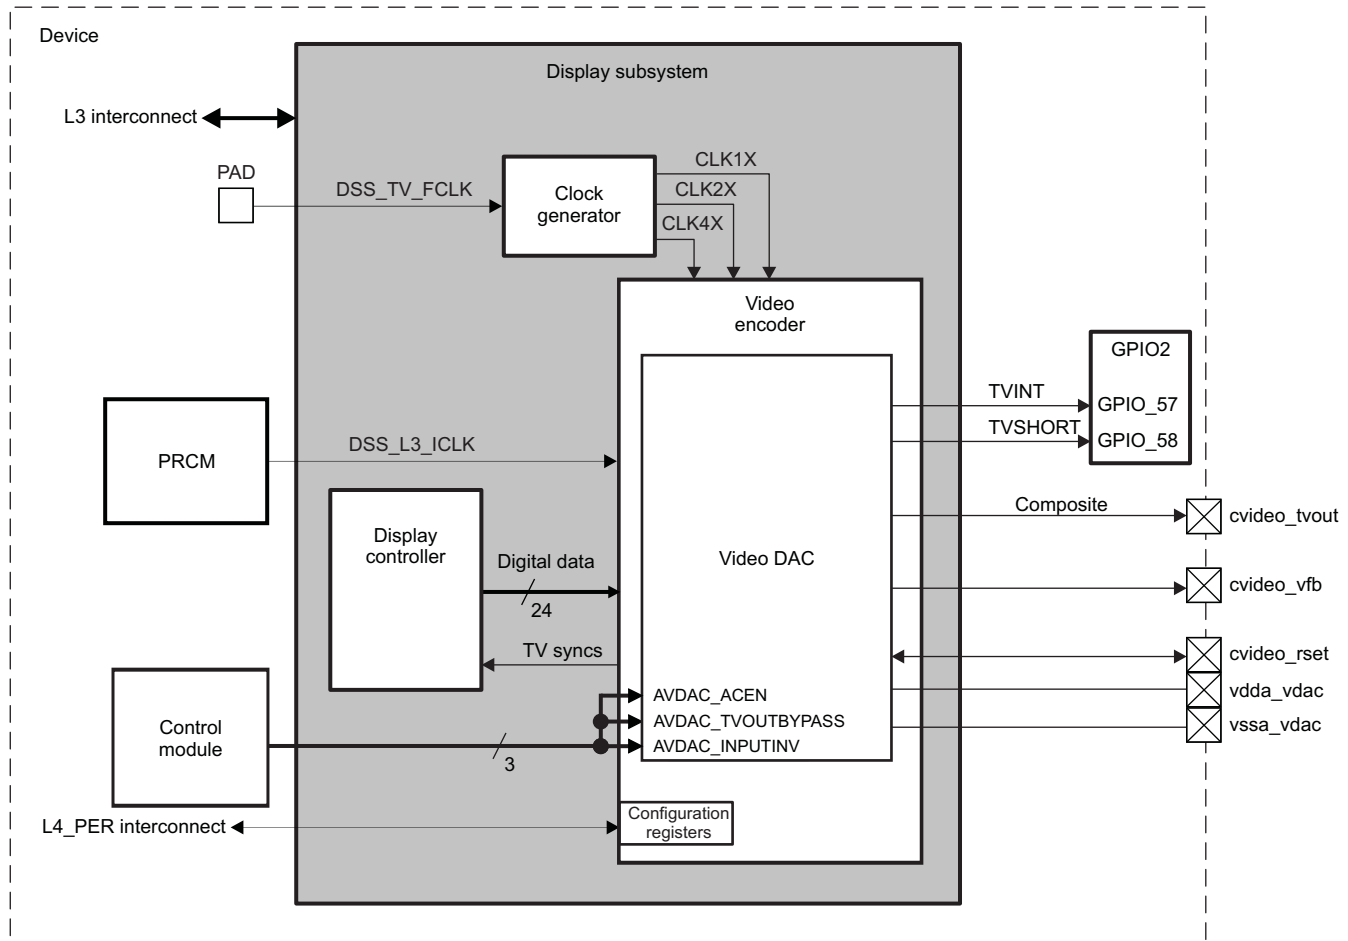 Device
Display subsystem
L3 interconnect
PAD
DSS_TV_FCLK
Clock
generator
CLK1X
CLK2X
CLK4X
Video
encoder
GPIO2
TVINT
GPIO_57
TVSHORT
GPIO_58
PRCM
DSS_L3_ICLK
Composite
cvideo_tvout
Display
controller
Digital data
24
Video DAC
cvideo_vfb
TV syncs
cvideo_rset
AVDAC_ACEN
vdda_vdac
AVDAC_TVOUTBYPASS
vssa_vdac
AVDAC_INPUTINV
Control
module
3
Configuration
registers
L4_PER interconnect